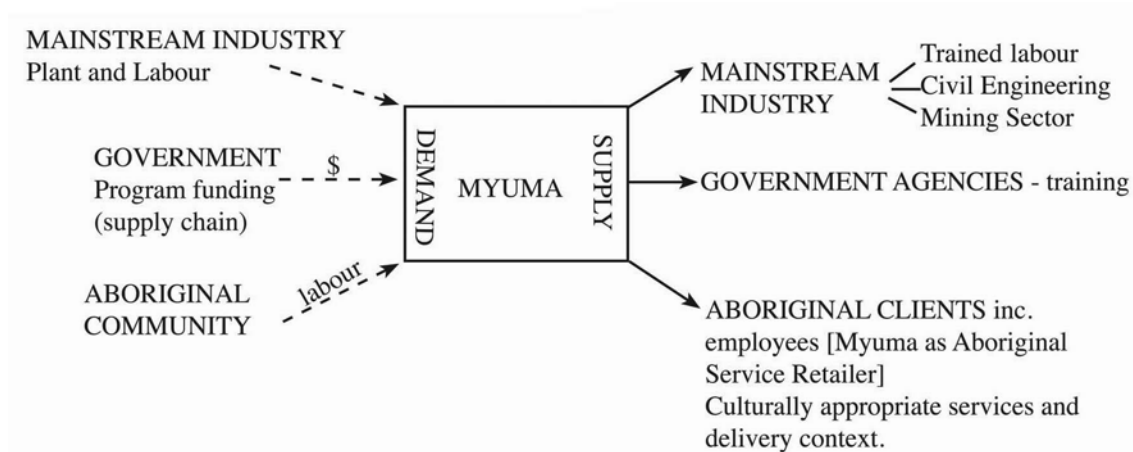 MAINSTREAM INDUSTRY
Plant and Labour
GOVERNMENT
Program funding
(supply chain)
$
ABORIGINAL
COMMUNITY
labour
DEMAND
MYUMA
SUPPLY
MAINSTREAM
INDUSTRY
Trained labour
Civil Engineering
Mining Sector
GOVERNMENT AGENCIES - training
ABORIGINAL CLIENTS inc.
employees [Myuma as Aboriginal
Service Retailer]
Culturally appropriate services and
delivery context.